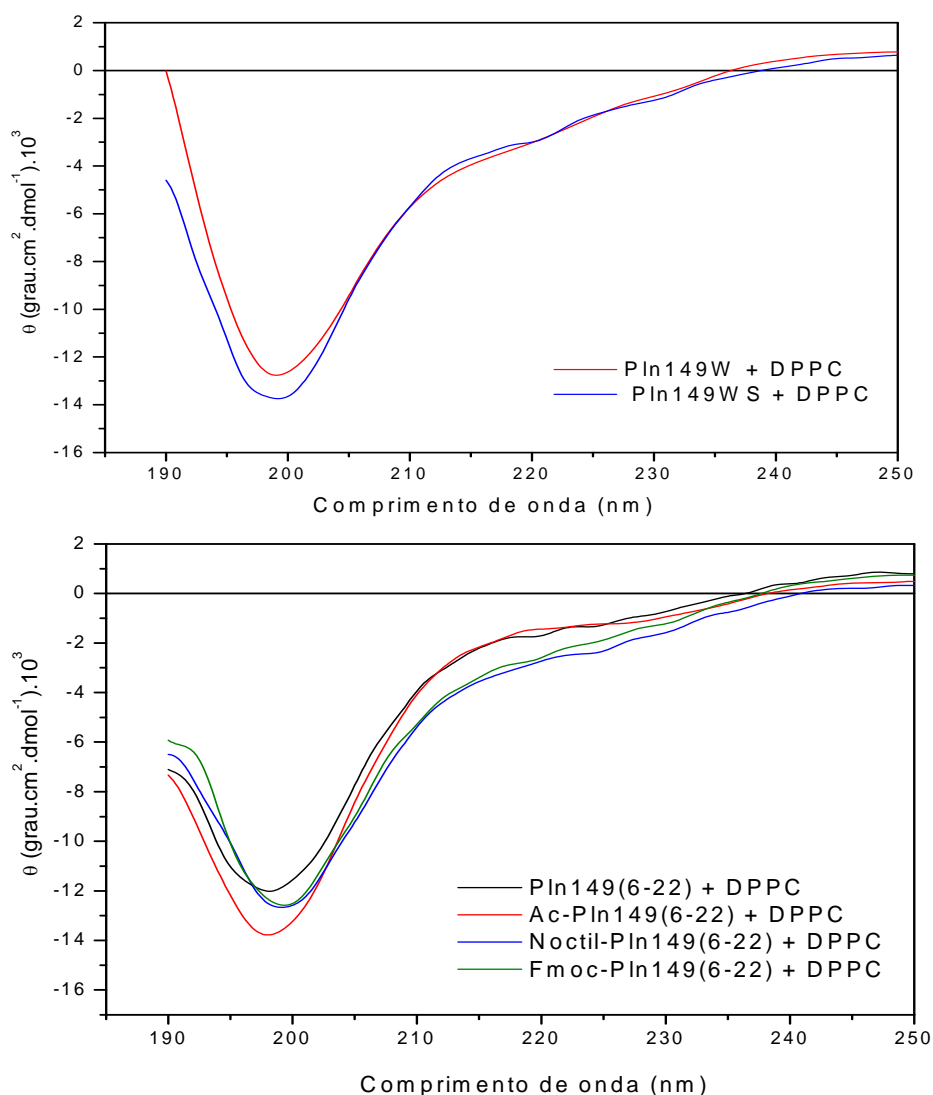 2
0
-2
-4
-6
-8
-10
-12
-14
-16
θ (grau.cm².dmol⁻¹).10³
Pln149W + DPPC
Pln149WS + DPPC
190 200 210 220 230 240 250
Comprimento de onda (nm)
2
0
-2
-4
-6
-8
-10
-12
-14
-16
θ (grau.cm².dmol⁻¹).10³
Pln149(6-22) + DPPC
Ac-Pln149(6-22) + DPPC
Noctil-Pln149(6-22) + DPPC
Fmoc-Pln149(6-22) + DPPC
190 200 210 220 230 240 250
Comprimento de onda (nm)